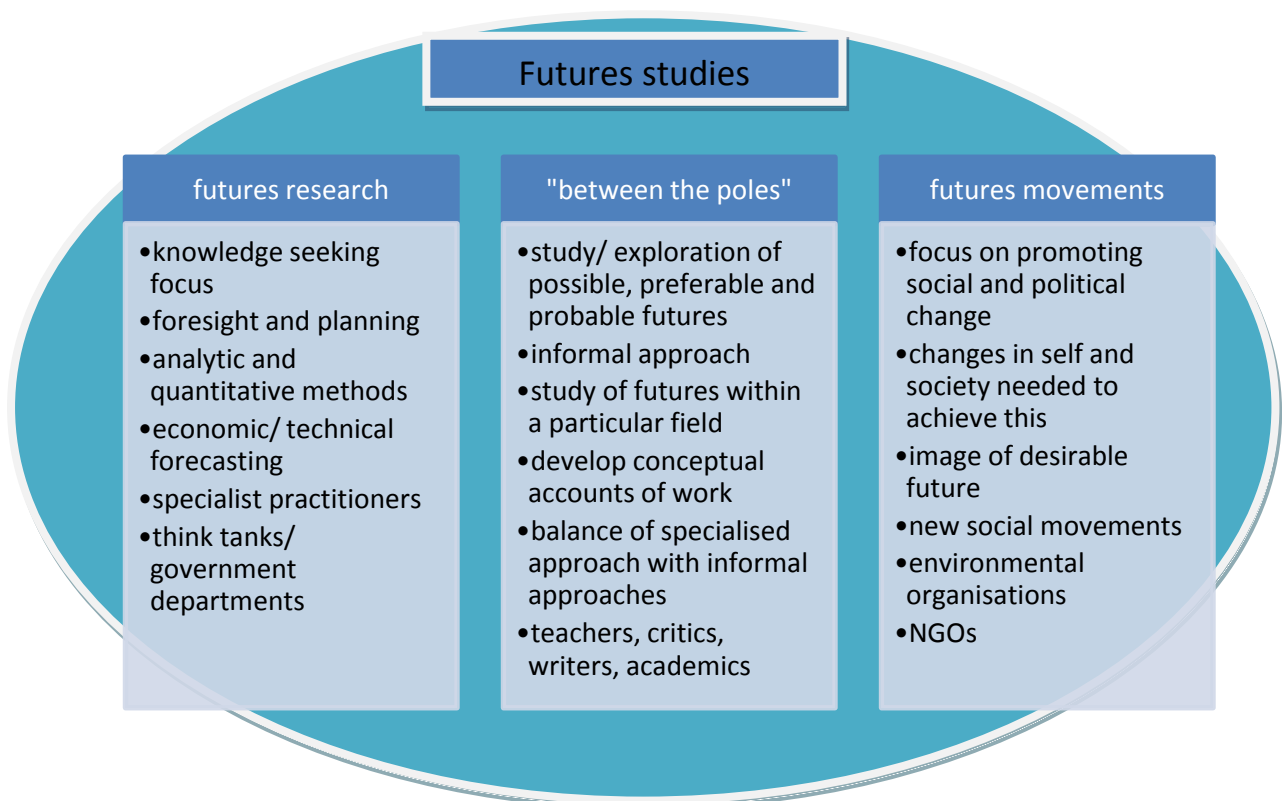 Futures studies
futures research
•knowledge seeking
focus
•foresight and planning
•analytic and
quantitative methods
•economic/ technical
forecasting
•specialist practitioners
•think tanks/
government
departments
"between the poles"
•study/ exploration of
possible, preferable and
probable futures
•informal approach
•study of futures within
a particular field
•develop conceptual
accounts of work
•balance of specialised
approach with informal
approaches
•teachers, critics,
writers, academics
futures movements
•focus on promoting
social and political
change
•changes in self and
society needed to
achieve this
•image of desirable
future
•new social movements
•environmental
organisations
•NGOs